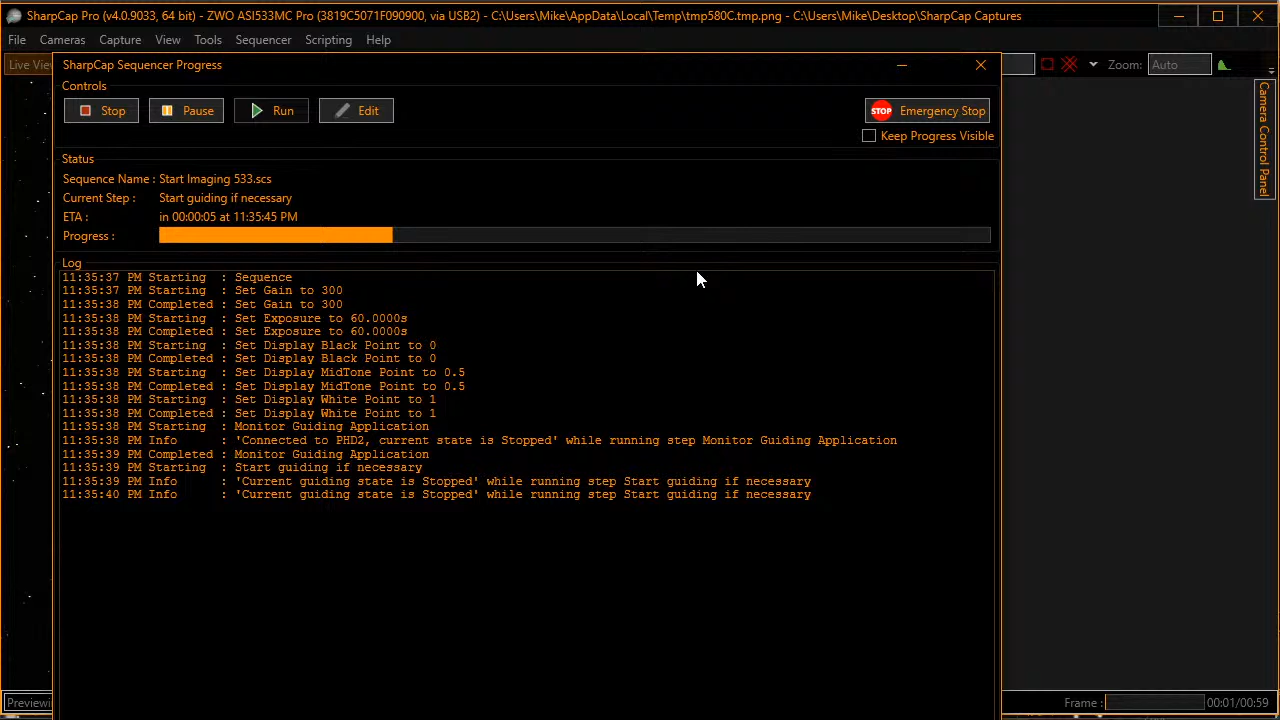 SharpCap Pro (v4.0.9033, 64 bit) - ZWO ASI533MC Pro (3819C5071F090900, via USB2) - C:\Users\Mike\AppData\Local\Temp\tmp580C.tmp.png - C:\Users\Mike\Desktop\SharpCap Captures
File Cameras Capture View Tools Sequencer Scripting Help
Live View
SharpCap Sequencer Progress
Zoom: Auto
Controls
Stop Pause Run Edit
STOP Emergency Stop
Keep Progress Visible
Camera Control Panel
Status
Sequence Name : Start Imaging 533.scs
Current Step : Start guiding if necessary
ETA : in 00:00:05 at 11:35:45 PM
Progress :
Log
11:35:37 PM Starting : Sequence
11:35:37 PM Starting : Set Gain to 300
11:35:38 PM Completed : Set Gain to 300
11:35:38 PM Starting : Set Exposure to 60.0000s
11:35:38 PM Completed : Set Exposure to 60.0000s
11:35:38 PM Starting : Set Display Black Point to 0
11:35:38 PM Completed : Set Display Black Point to 0
11:35:38 PM Starting : Set Display MidTone Point to 0.5
11:35:38 PM Completed : Set Display MidTone Point to 0.5
11:35:38 PM Starting : Set Display White Point to 1
11:35:38 PM Completed : Set Display White Point to 1
11:35:38 PM Starting : Monitor Guiding Application
11:35:38 PM Info : 'Connected to PHD2, current state is Stopped' while running step Monitor Guiding Application
11:35:39 PM Completed : Monitor Guiding Application
11:35:39 PM Starting : Start guiding if necessary
11:35:39 PM Info : 'Current guiding state is Stopped' while running step Start guiding if necessary
11:35:40 PM Info : 'Current guiding state is Stopped' while running step Start guiding if necessary
Previewin
Frame : 00:01/00:59